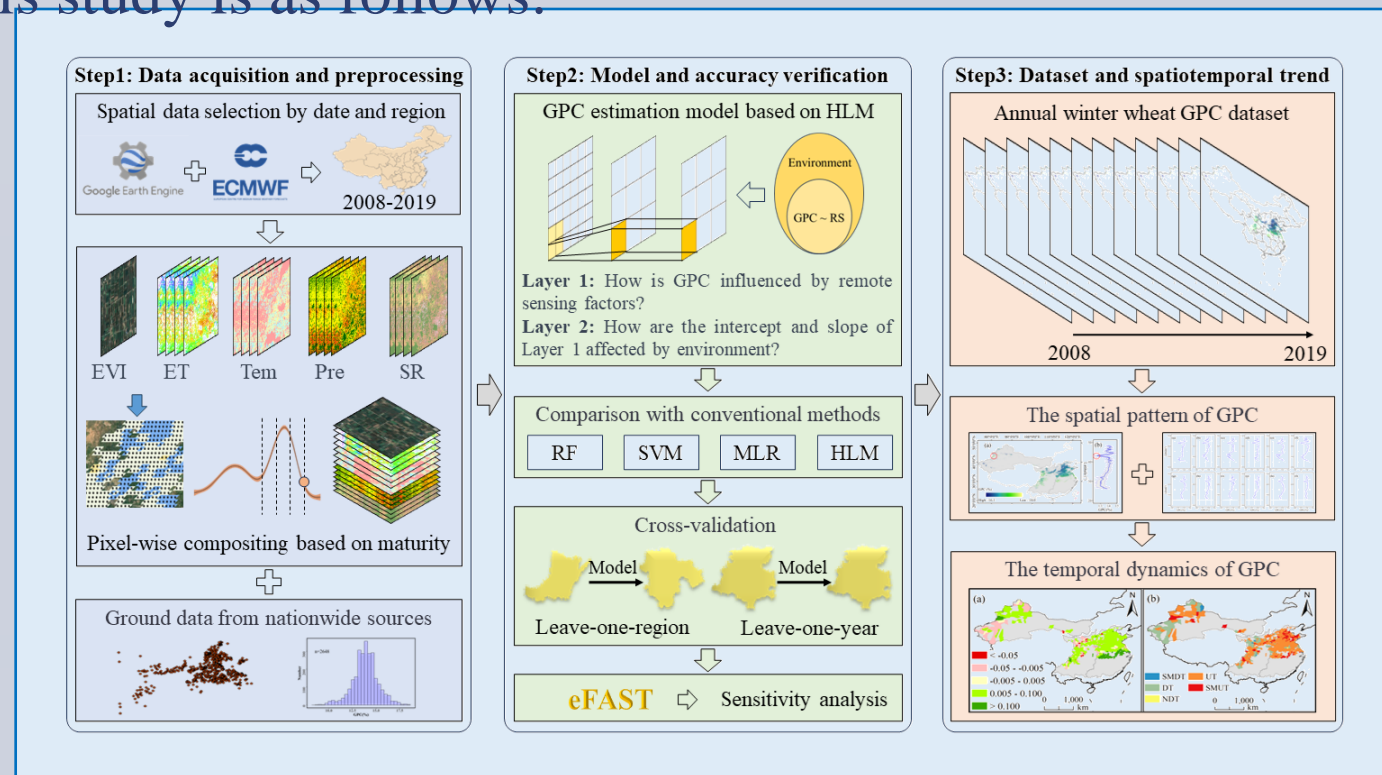 is study is as follows:
Step1: Data acquisition and preprocessing
Spatial data selection by date and region
Google Earth Engine
ECMWF
2008-2019
EVI
ET
Tem
Pre
SR
Pixel-wise compositing based on maturity
Ground data from nationwide sources
Step2: Model and accuracy verification
GPC estimation model based on HLM
Environment
GPC ~ RS
Layer 1: How is GPC influenced by remote
sensing factors?
Layer 2: How are the intercept and slope of
Layer 1 affected by environment?
Comparison with conventional methods
RF
SVM
MLR
HLM
Cross-validation
Model
Model
Leave-one-region
Leave-one-year
eFAST
Sensitivity analysis
Step3: Dataset and spatiotemporal trend
Annual winter wheat GPC dataset
2008
2019
The spatial pattern of GPC
(a)
(b)
The temporal dynamics of GPC
(a)
N
< -0.05
-0.05 - -0.005
-0.005 - 0.005
0.005 - 0.100
> 0.100
0 1,000
km
(b)
N
SMDT
UT
DT
SMUT
NDT
0 1,000
km